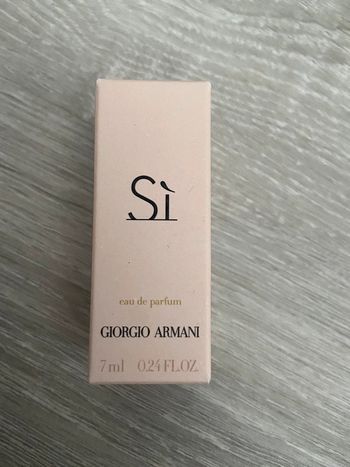 Sì
eau de parfum
GIORGIO ARMANI
7 ml 0.24 FL.OZ.